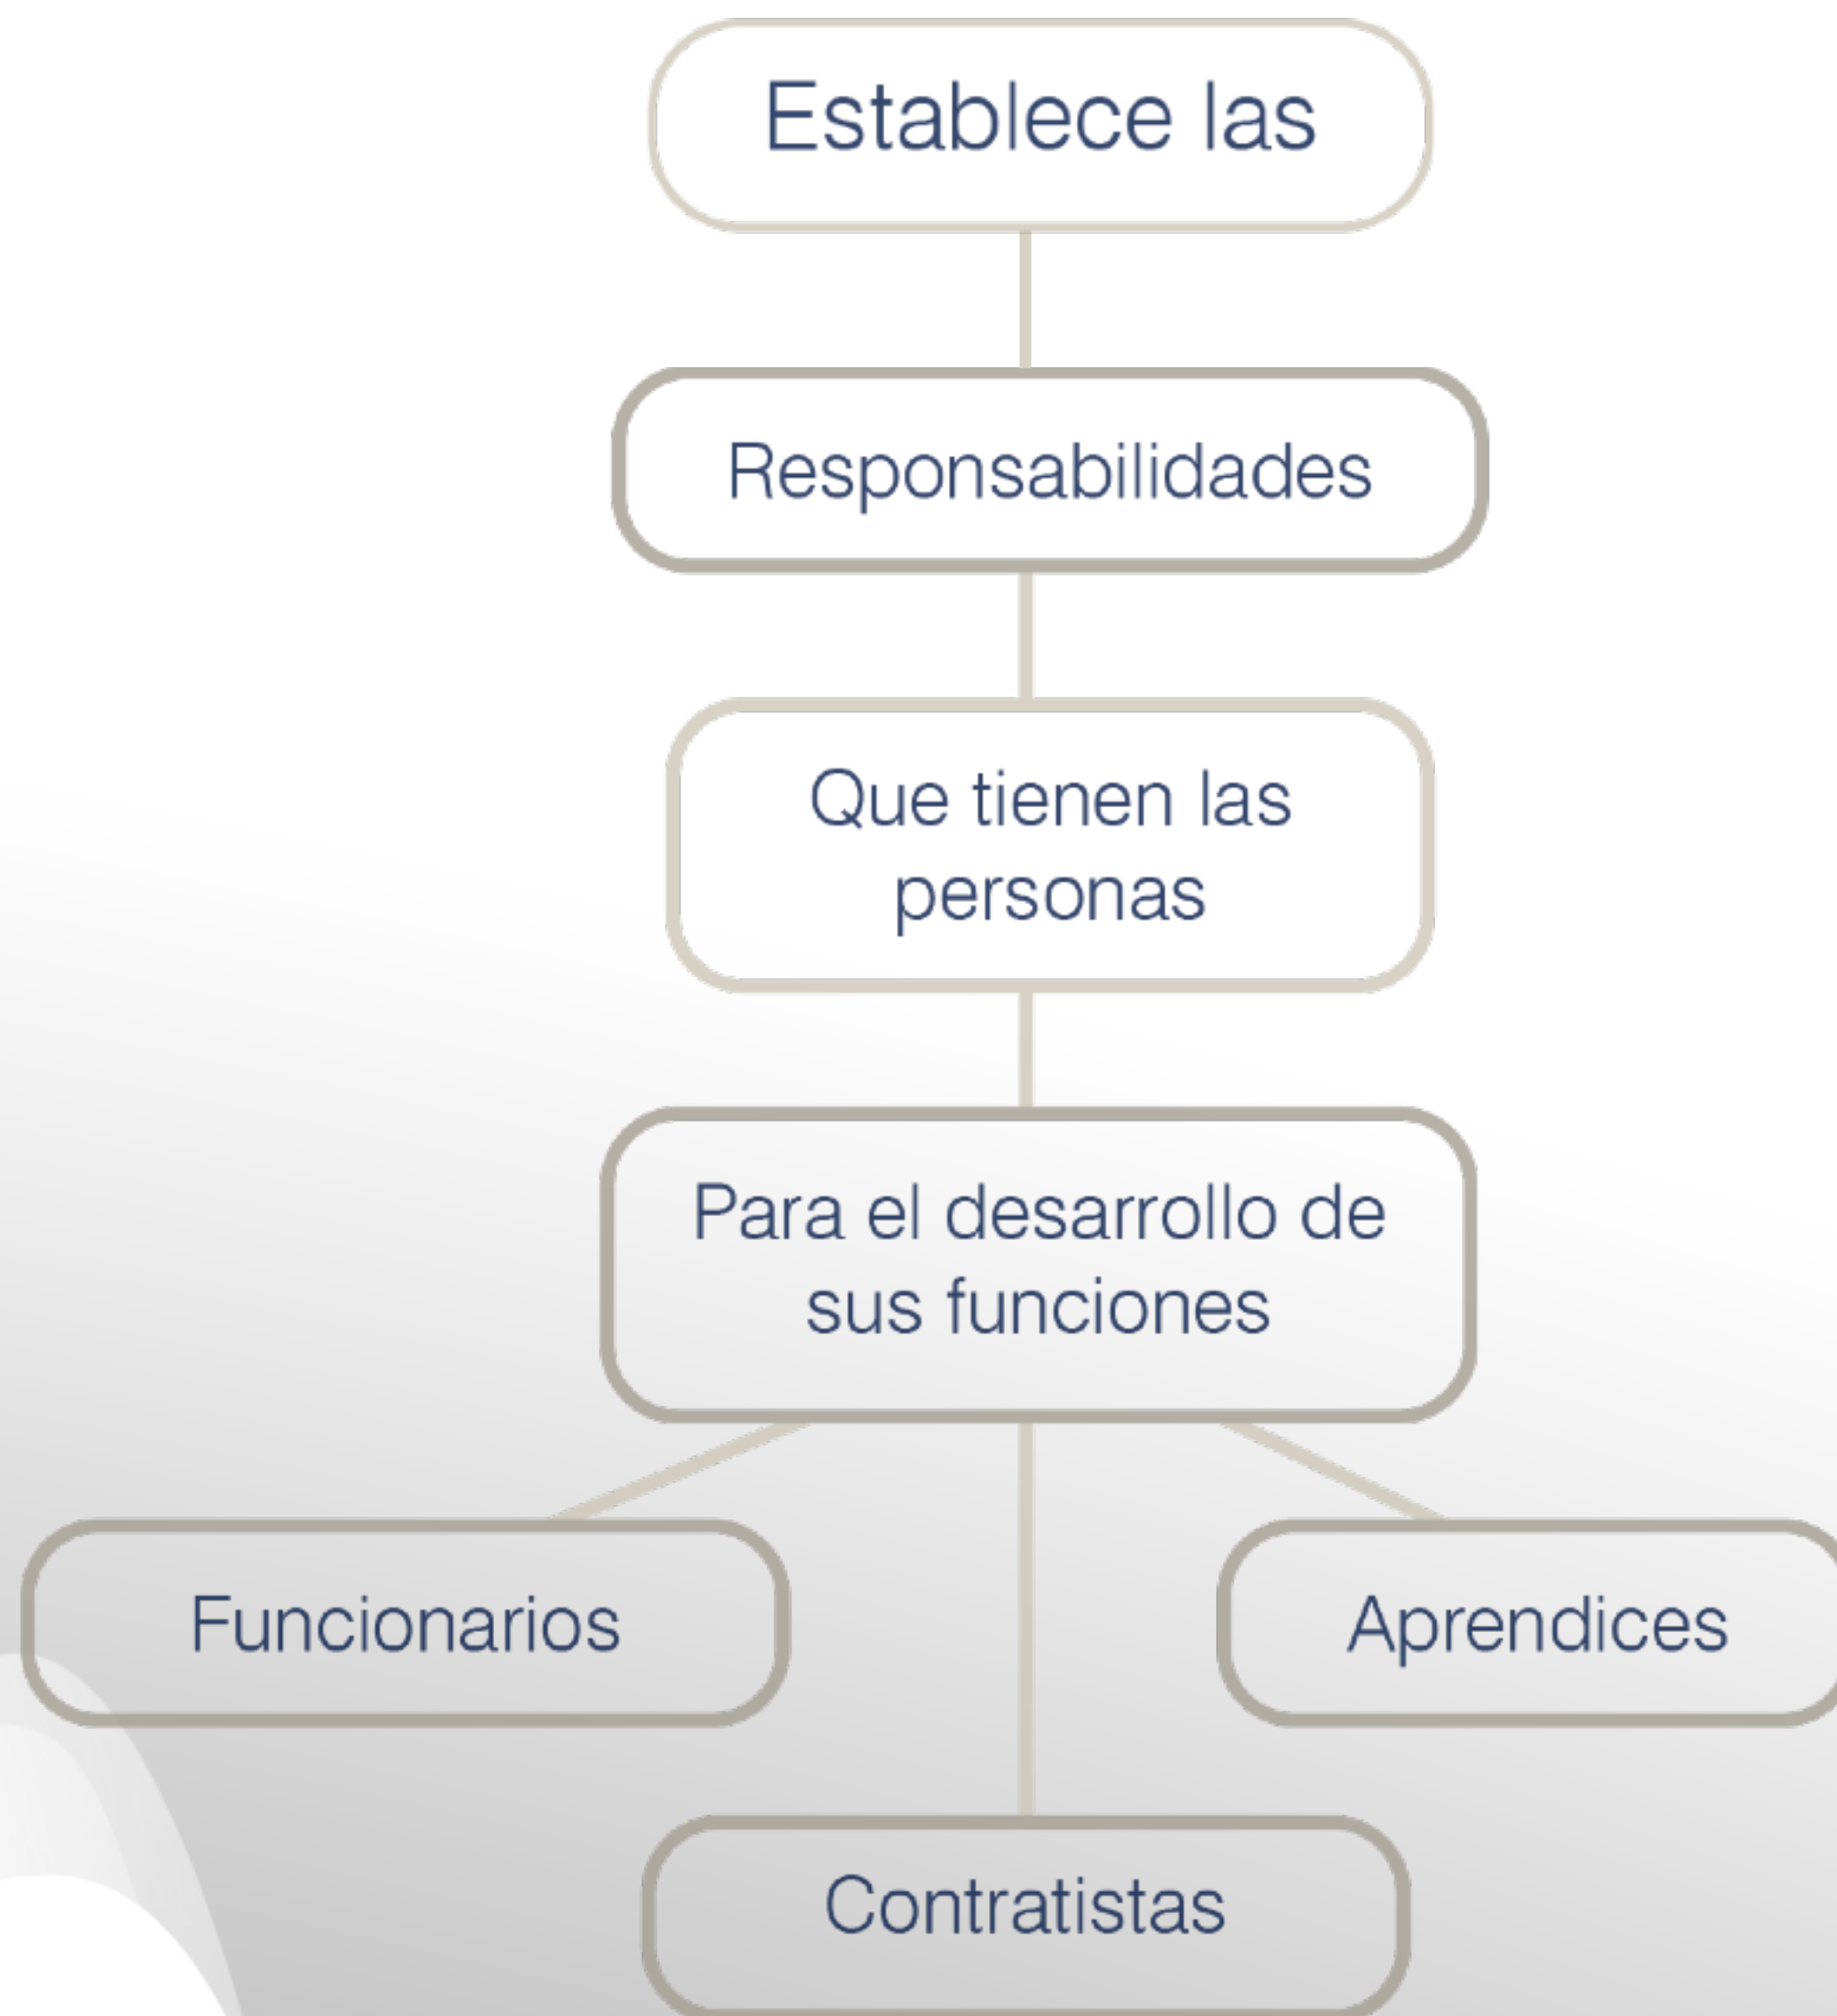 Establece las
Responsabilidades
Que tienen las
personas
Para el desarrollo de
sus funciones
Funcionarios
Aprendices
Contratistas